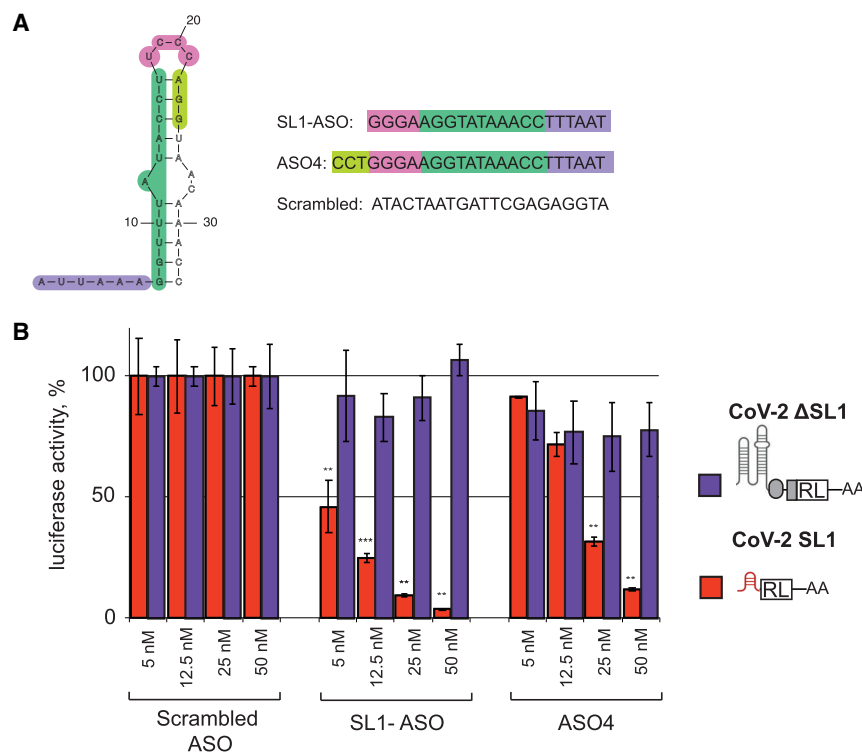 A
20
C–C
U C
U–A
C–G
C–G
A–U
U–A
A A
C
U–A
10 U–A 30
U–A
G–C
A–U–U–A–A–A–G–C
SL1-ASO: GGGAAGGTATAAACCTTTAAT
ASO4: CCTGGGAAGGTATAAACCTTTAAT
Scrambled: ATACTAATGATTCGAGAGGTA
B
luciferase activity, %
100
50
0
** *** ** ** ** **
5 nM 12.5 nM 25 nM 50 nM 5 nM 12.5 nM 25 nM 50 nM 5 nM 12.5 nM 25 nM 50 nM
Scrambled
ASO
SL1- ASO
ASO4
CoV-2 ΔSL1
RL AA
CoV-2 SL1
RL AA